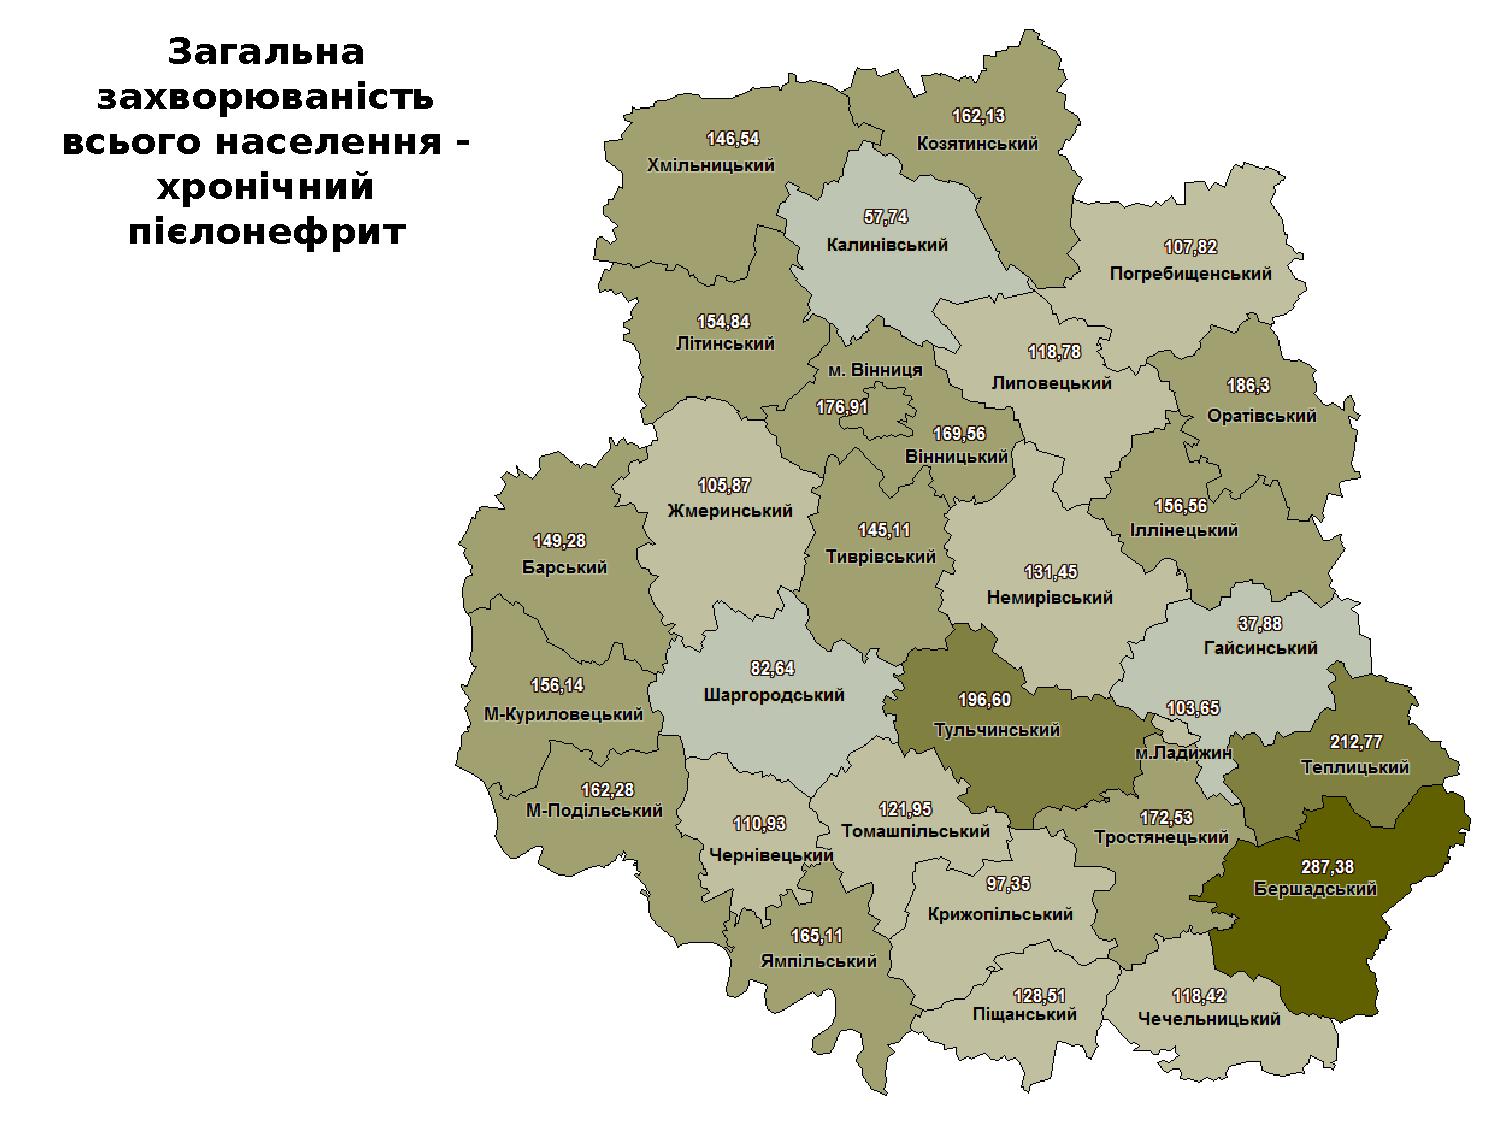 Загальна
захворюваність
всього населення -
хронічний
пієлонефрит
162,13
Козятинський
146,54
Хмільницький
57,74
Калинівський
107,82
Погребищенський
154,84
Літинський
118,78
Липовецький
м. Вінниця
176,91
186,3
Оратівський
169,56
Вінницький
105,87
Жмеринський
156,56
Іллінецький
145,11
Тиврівський
149,28
Барський
131,45
Немирівський
37,88
Гайсинський
82,64
Шаргородський
156,14
М-Куриловецький
196,60
Тульчинський
103,65
м.Ладижин
212,77
Теплицький
162,28
М-Подільський
121,95
Томашпільський
110,93
Чернівецький
172,53
Тростянецький
287,38
Бершадський
97,35
Крижопільський
165,11
Ямпільський
128,51
Піщанський
118,42
Чечельницький